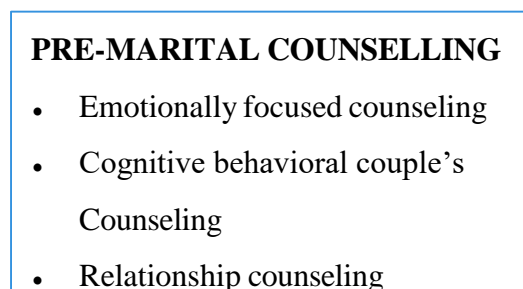 PRE-MARITAL COUNSELLING
• Emotionally focused counseling
• Cognitive behavioral couple's
Counseling
• Relationship counseling